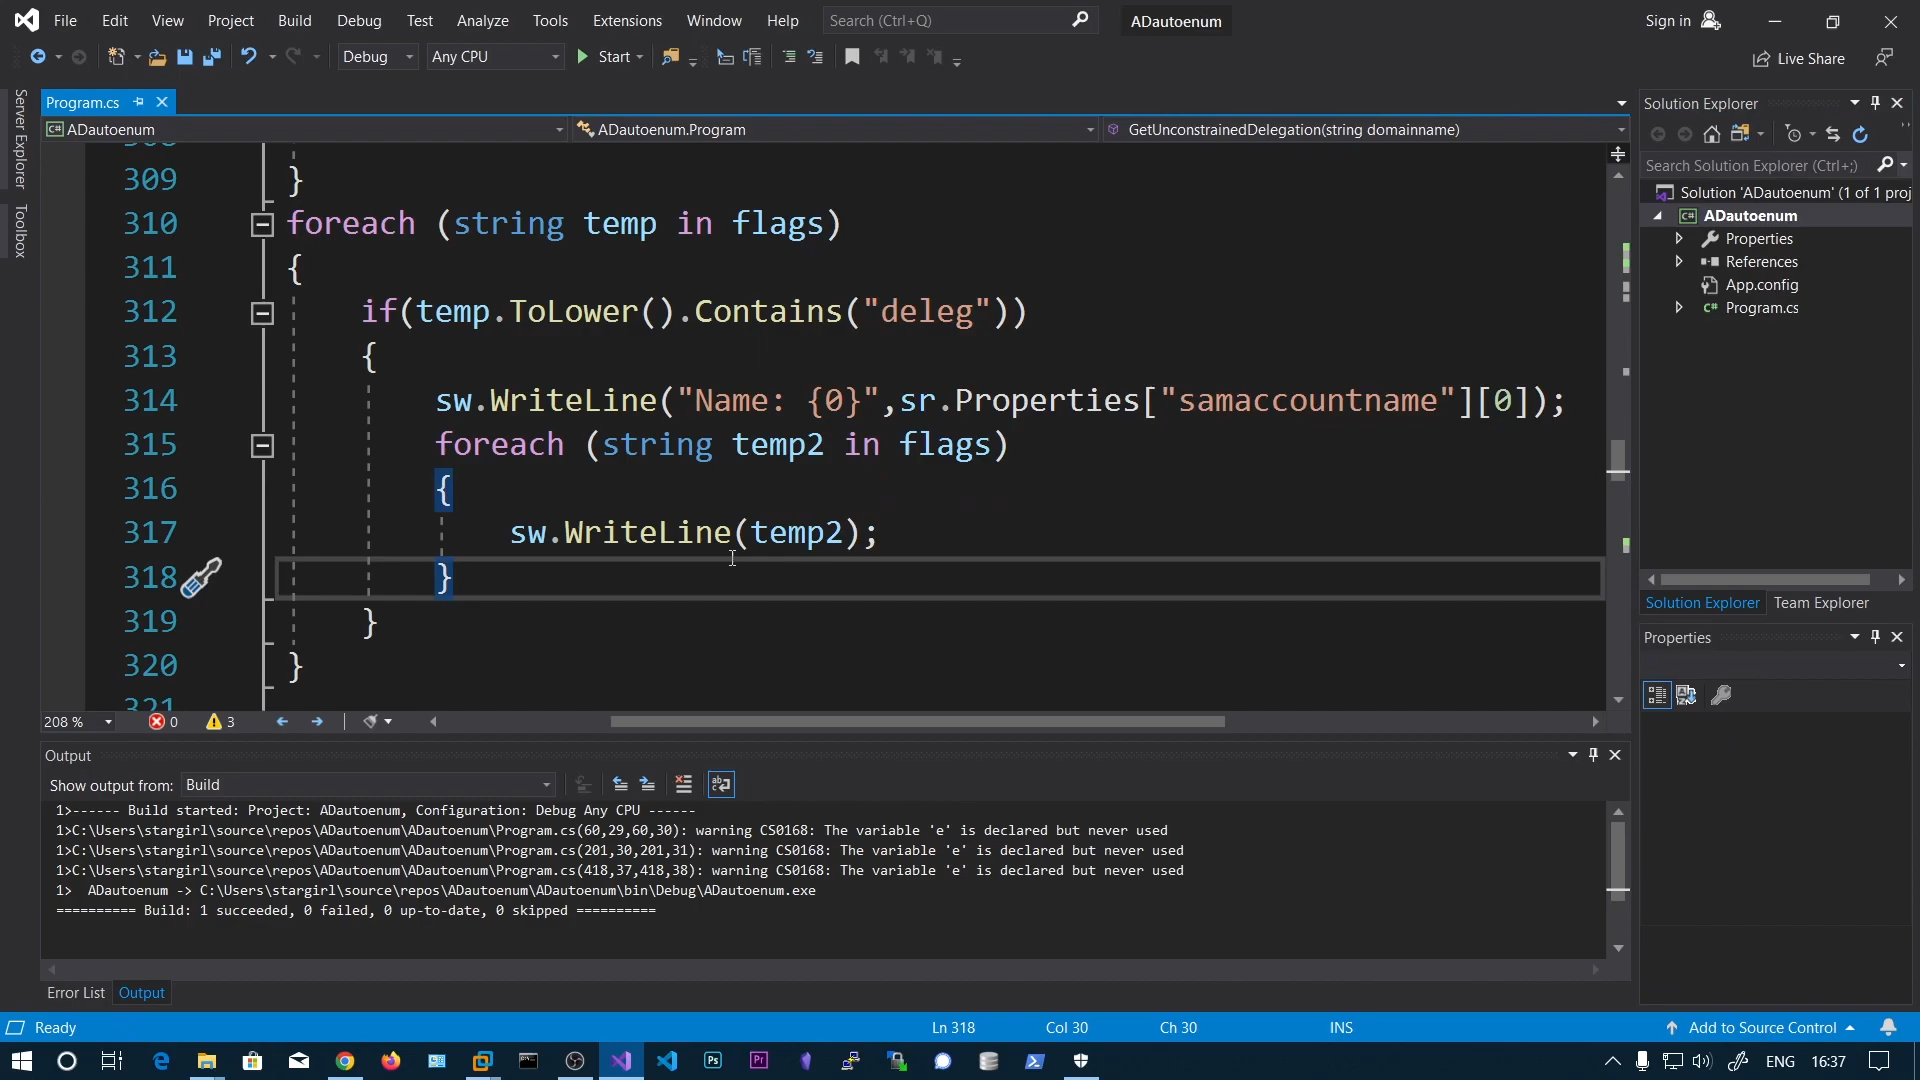 File Edit View Project Build Debug Test Analyze Tools Extensions Window Help Search (Ctrl+Q) ADautoenum Sign in
Debug Any CPU Start Live Share
Server Explorer
Toolbox
Program.cs
ADautoenum ADautoenum.Program GetUnconstrainedDelegation(string domainname)
309 }
310 foreach (string temp in flags)
311 {
312 if(temp.ToLower().Contains("deleg"))
313 {
314 sw.WriteLine("Name: {0}",sr.Properties["samaccountname"][0]);
315 foreach (string temp2 in flags)
316 {
317 sw.WriteLine(temp2);
318 }
319 }
320 }
321
208 % 0 3
Output
Show output from: Build
1>------ Build started: Project: ADautoenum, Configuration: Debug Any CPU ------
1>C:\Users\stargirl\source\repos\ADautoenum\ADautoenum\Program.cs(60,29,60,30): warning CS0168: The variable 'e' is declared but never used
1>C:\Users\stargirl\source\repos\ADautoenum\ADautoenum\Program.cs(201,30,201,31): warning CS0168: The variable 'e' is declared but never used
1>C:\Users\stargirl\source\repos\ADautoenum\ADautoenum\Program.cs(418,37,418,38): warning CS0168: The variable 'e' is declared but never used
1>  ADautoenum -> C:\Users\stargirl\source\repos\ADautoenum\ADautoenum\bin\Debug\ADautoenum.exe
========== Build: 1 succeeded, 0 failed, 0 up-to-date, 0 skipped ==========
Error List Output
Solution Explorer
Search Solution Explorer (Ctrl+;)
Solution 'ADautoenum' (1 of 1 proj
ADautoenum
Properties
References
App.config
Program.cs
Solution Explorer Team Explorer
Properties
Ready Ln 318 Col 30 Ch 30 INS Add to Source Control
ENG 16:37